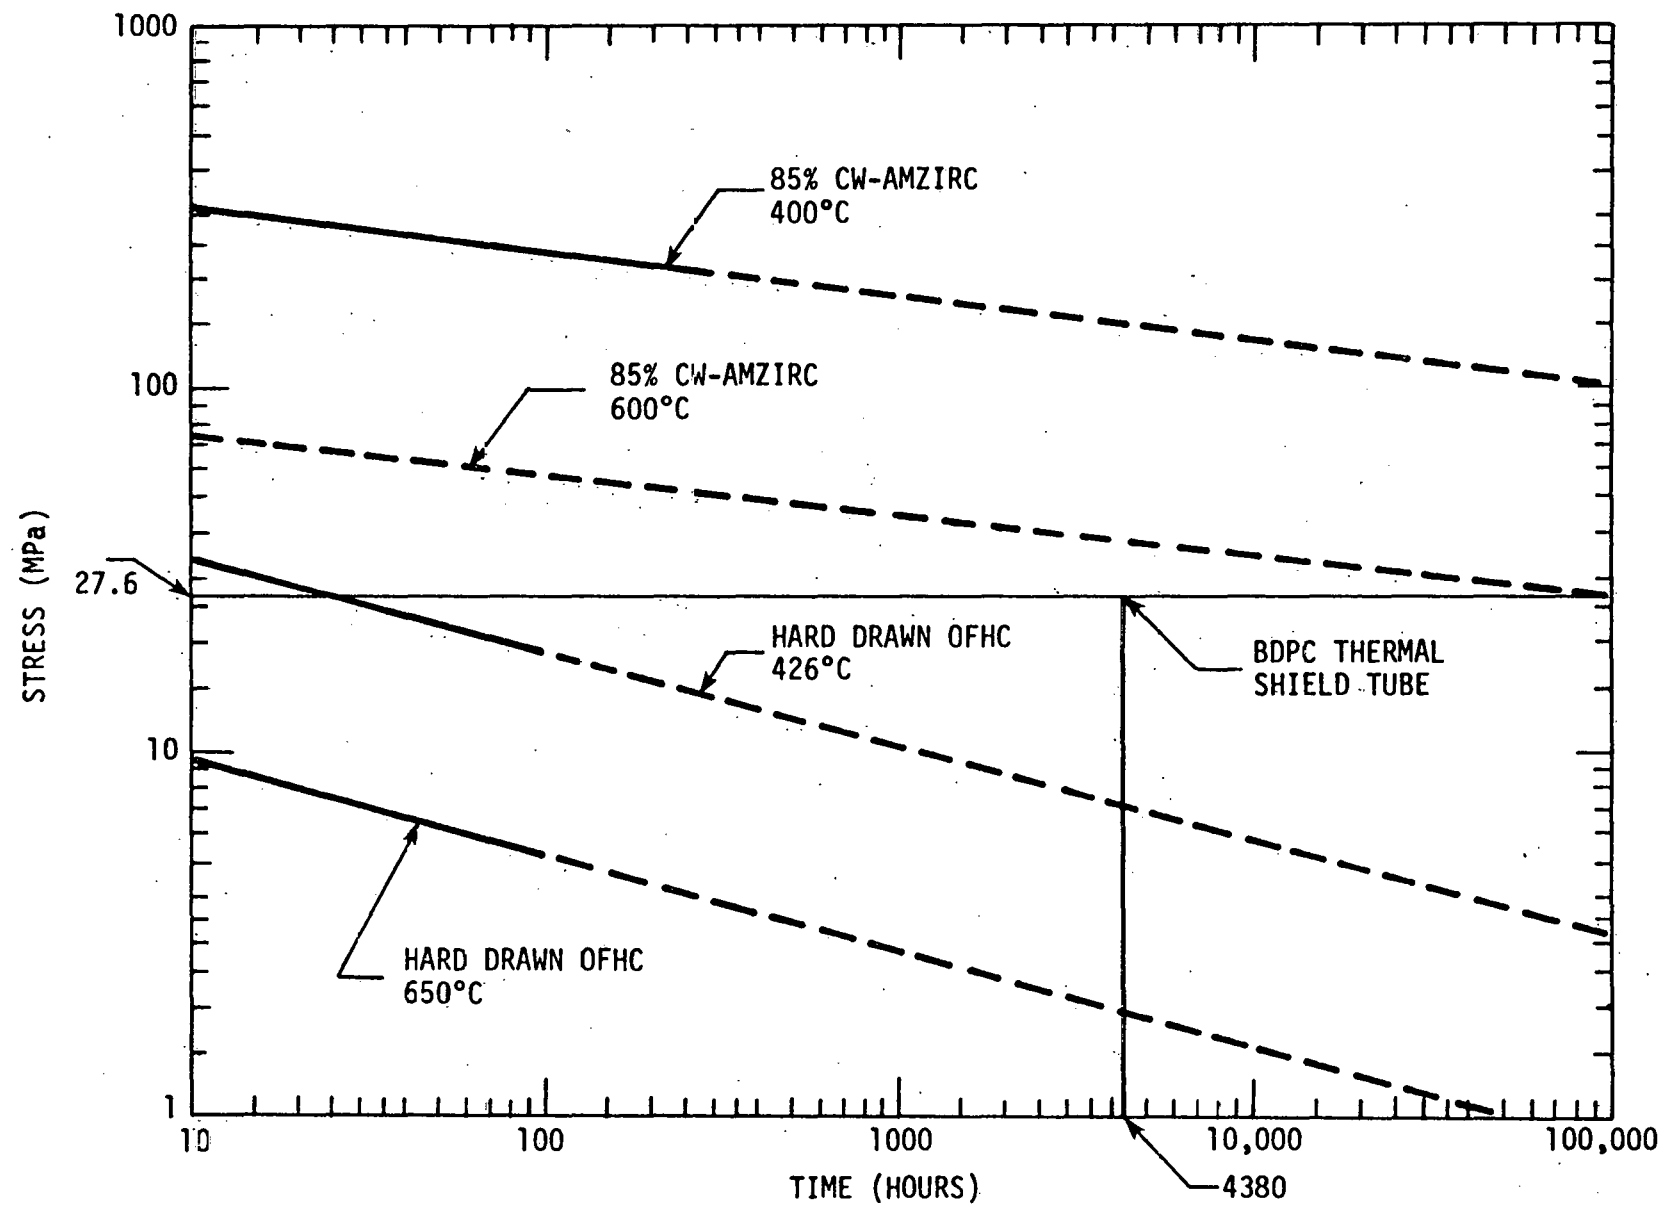 1000
85% CW-AMZIRC
400°C
100
85% CW-AMZIRC
600°C
STRESS (MPa)
27.6
HARD DRAWN OFHC
426°C
BDPC THERMAL
SHIELD TUBE
10
HARD DRAWN OFHC
650°C
1
10 100 1000 10,000 100,000
TIME (HOURS)
4380